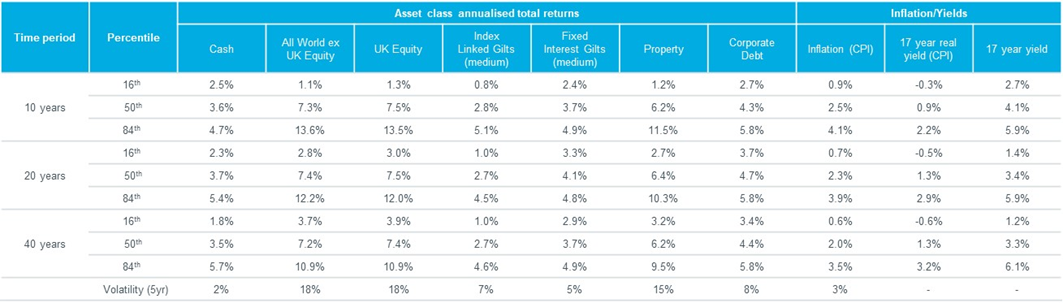 Time period Percentile Asset class annualised total returns Inflation/Yields
Cash All World ex UK Equity UK Equity Index Linked Gilts (medium) Fixed Interest Gilts (medium) Property Corporate Debt Inflation (CPI) 17 year real yield (CPI) 17 year yield
10 years
16th 2.5% 1.1% 1.3% 0.8% 2.4% 1.2% 2.7% 0.9% -0.3% 2.7%
50th 3.6% 7.3% 7.5% 2.8% 3.7% 6.2% 4.3% 2.5% 0.9% 4.1%
84th 4.7% 13.6% 13.5% 5.1% 4.9% 11.5% 5.8% 4.1% 2.2% 5.9%
20 years
16th 2.3% 2.8% 3.0% 1.0% 3.3% 2.7% 3.7% 0.7% -0.5% 1.4%
50th 3.7% 7.4% 7.5% 2.7% 4.1% 6.4% 4.7% 2.3% 1.3% 3.4%
84th 5.4% 12.2% 12.0% 4.5% 4.8% 10.3% 5.8% 3.9% 2.9% 5.9%
40 years
16th 1.8% 3.7% 3.9% 1.0% 2.9% 3.2% 3.4% 0.6% -0.6% 1.2%
50th 3.5% 7.2% 7.4% 2.7% 3.7% 6.2% 4.4% 2.0% 1.3% 3.3%
84th 5.7% 10.9% 10.9% 4.6% 4.9% 9.5% 5.8% 3.5% 3.2% 6.1%
Volatility (5yr) 2% 18% 18% 7% 5% 15% 8% 3% - -